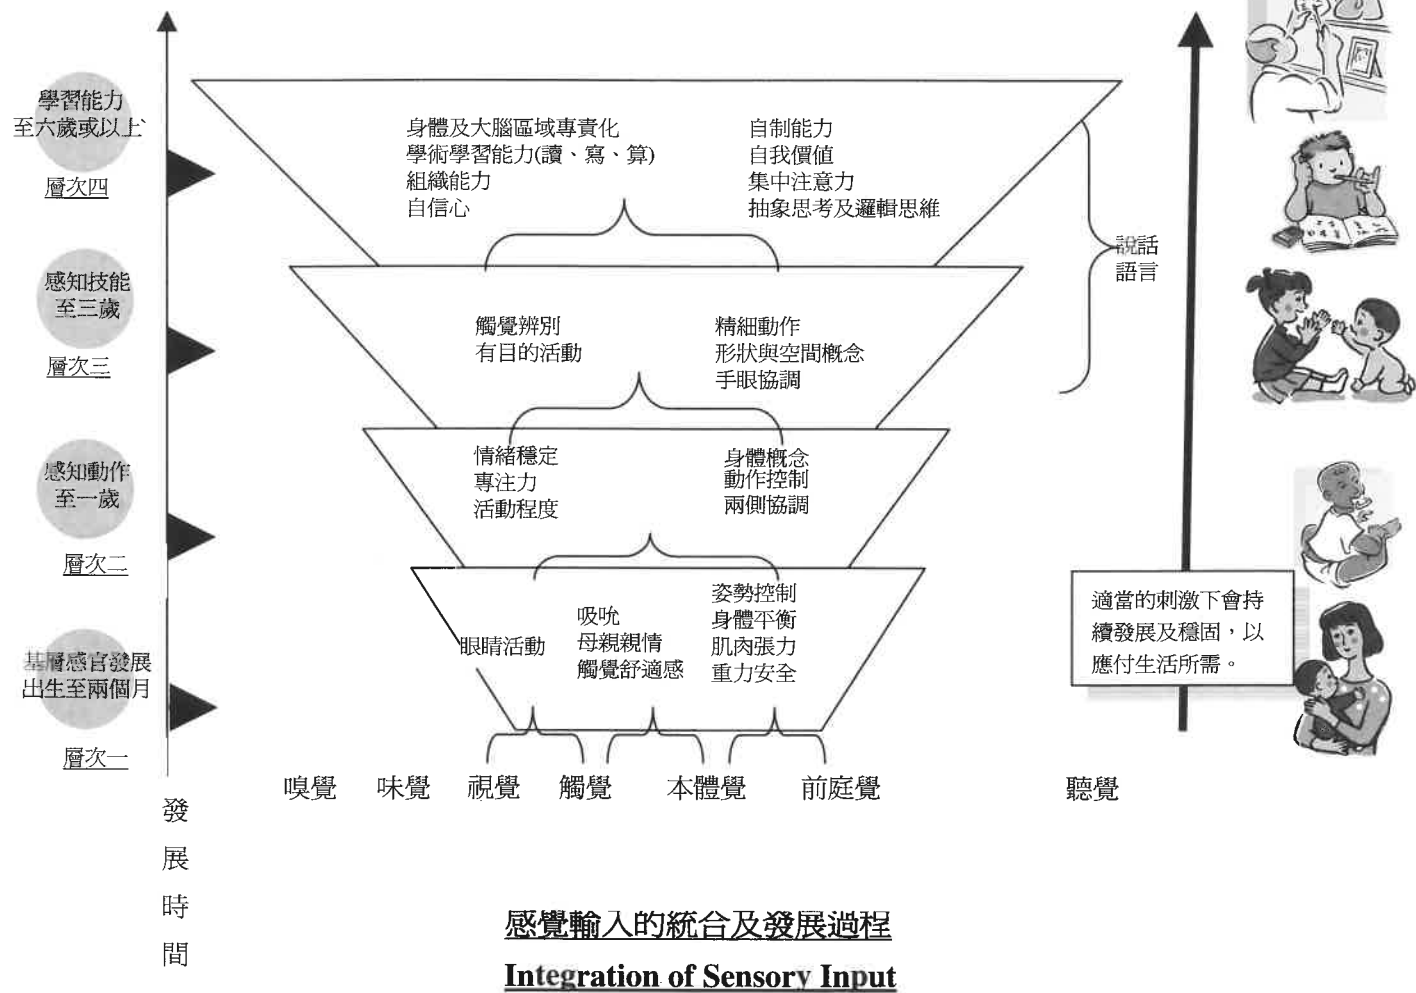 學習能力
至六歲或以上
層次四
身體及大腦區域專責化
學術學習能力(讀、寫、算)
組織能力
自信心
自制能力
自我價值
集中注意力
抽象思考及邏輯思維
說話
語言
感知技能
至三歲
層次三
觸覺辨別
有目的活動
精細動作
形狀與空間概念
手眼協調
感知動作
至一歲
層次二
情緒穩定
專注力
活動程度
身體概念
動作控制
兩側協調
基層感官發展
出生至兩個月
層次一
眼睛活動
吸吮
母親親情
觸覺舒適感
姿勢控制
身體平衡
肌肉張力
重力安全
適當的刺激下會持
續發展及穩固，以
應付生活所需。
嗅覺
味覺
視覺
觸覺
本體覺
前庭覺
聽覺
發
展
時
間
感覺輸入的統合及發展過程
Integration of Sensory Input